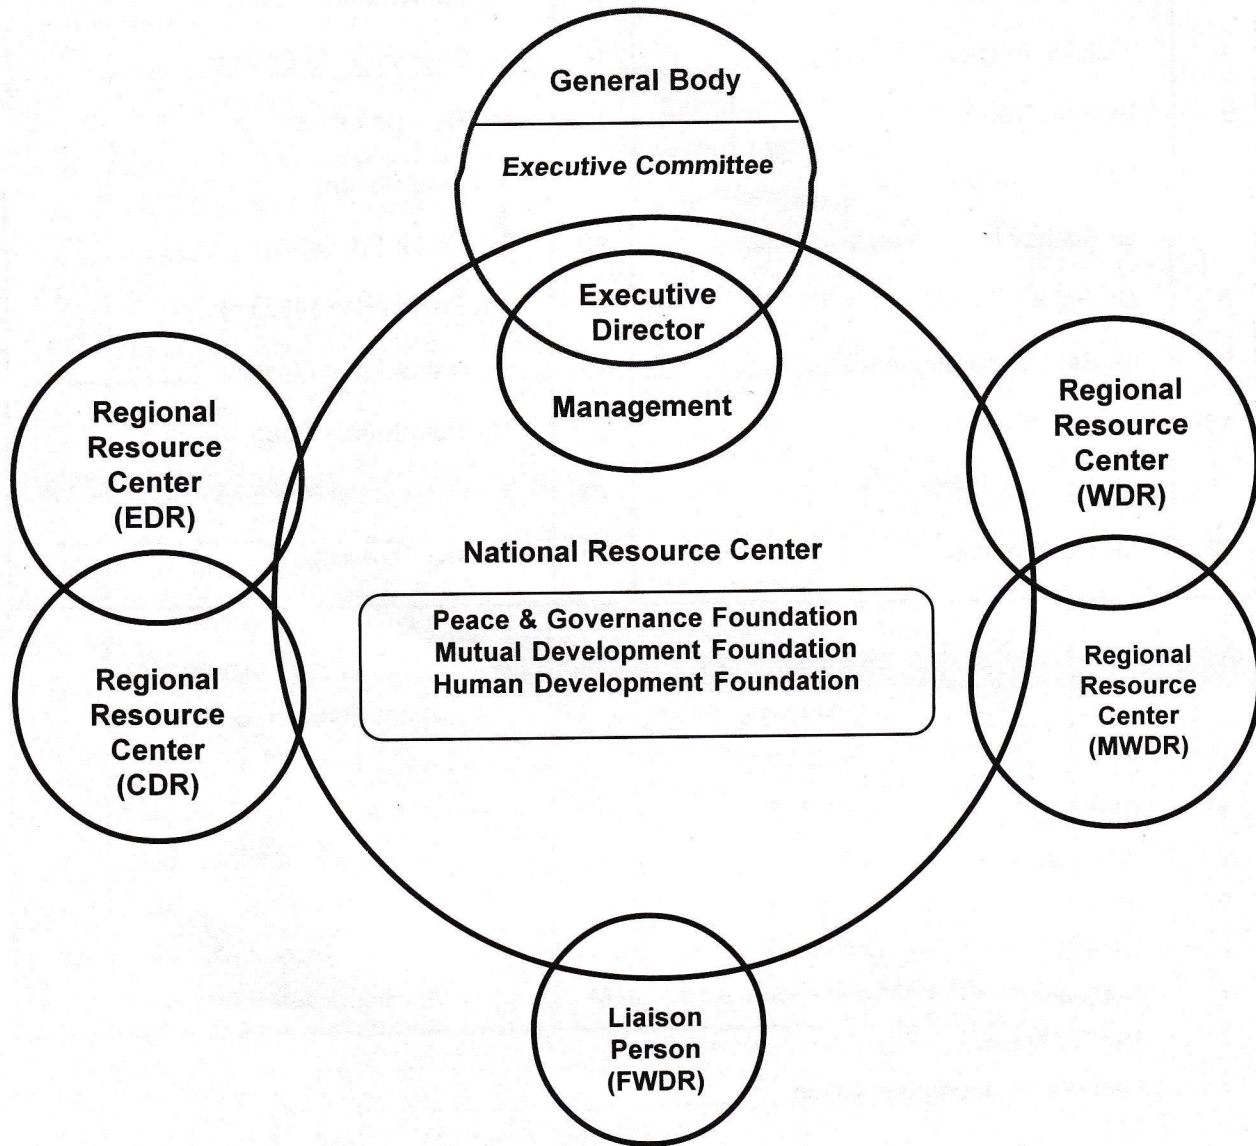 General Body
Executive Committee
Executive
Director
Management
Regional
Resource
Center
(EDR)
Regional
Resource
Center
(WDR)
National Resource Center
Peace & Governance Foundation
Mutual Development Foundation
Human Development Foundation
Regional
Resource
Center
(CDR)
Regional
Resource
Center
(MWDR)
Liaison
Person
(FWDR)